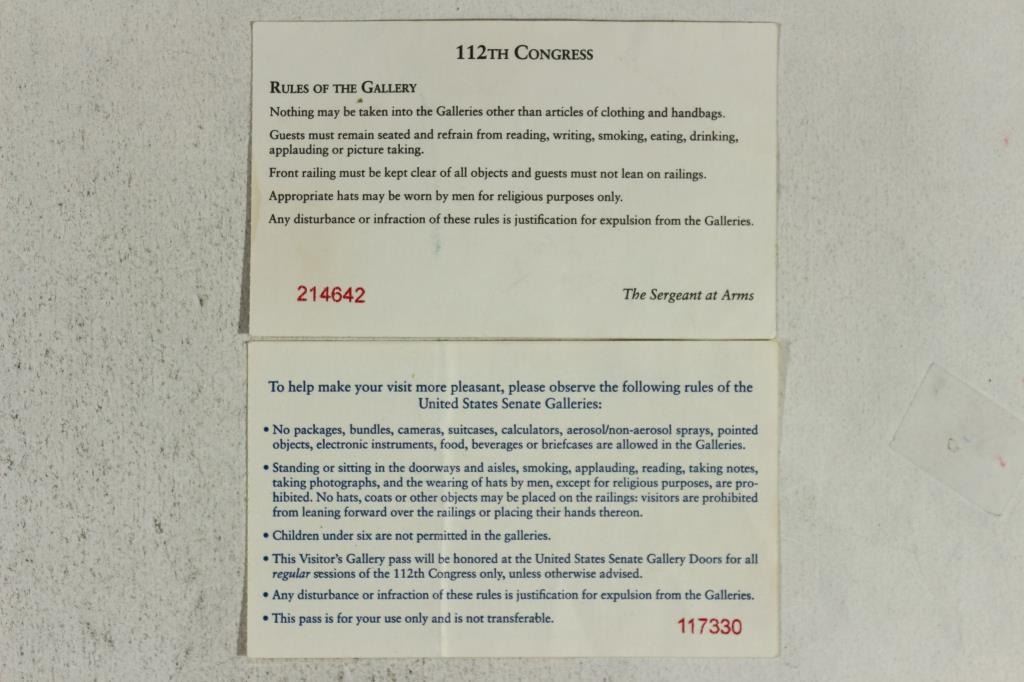 112TH CONGRESS
RULES OF THE GALLERY
Nothing may be taken into the Galleries other than articles of clothing and handbags.
Guests must remain seated and refrain from reading, writing, smoking, eating, drinking,
applauding or picture taking.
Front railing must be kept clear of all objects and guests must not lean on railings.
Appropriate hats may be worn by men for religious purposes only.
Any disturbance or infraction of these rules is justification for expulsion from the Galleries.
214642 The Sergeant at Arms
To help make your visit more pleasant, please observe the following rules of the
United States Senate Galleries:
• No packages, bundles, cameras, suitcases, calculators, aerosol/non-aerosol sprays, pointed
objects, electronic instruments, food, beverages or briefcases are allowed in the Galleries.
• Standing or sitting in the doorways and aisles, smoking, applauding, reading, taking notes,
taking photographs, and the wearing of hats by men, except for religious purposes, are pro-
hibited. No hats, coats or other objects may be placed on the railings: visitors are prohibited
from leaning forward over the railings or placing their hands thereon.
• Children under six are not permitted in the galleries.
• This Visitor's Gallery pass will be honored at the United States Senate Gallery Doors for all
regular sessions of the 112th Congress only, unless otherwise advised.
• Any disturbance or infraction of these rules is justification for expulsion from the Galleries.
• This pass is for your use only and is not transferable.
117330